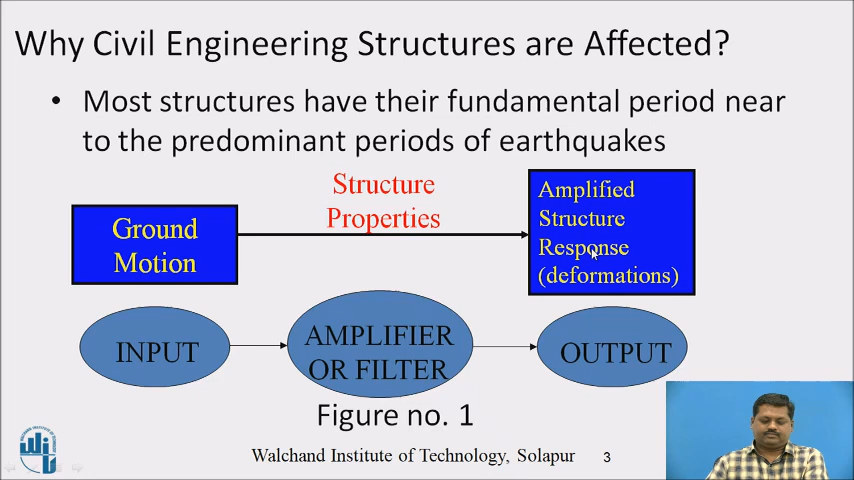 Why Civil Engineering Structures are Affected?
• Most structures have their fundamental period near
to the predominant periods of earthquakes
Structure
Properties
Ground
Motion
Amplified
Structure
Response
(deformations)
INPUT
AMPLIFIER
OR FILTER
OUTPUT
Figure no. 1
Walchand Institute of Technology, Solapur 3